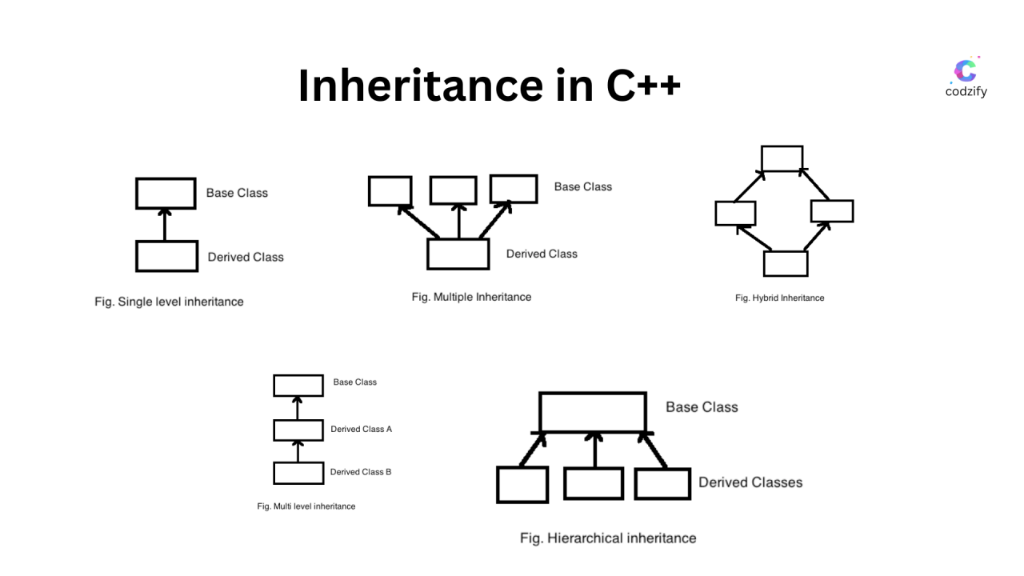 Inheritance in C++
codzify
Base Class
Derived Class
Fig. Single level inheritance
Base Class
Derived Class
Fig. Multiple Inheritance
Fig. Hybrid Inheritance
Base Class
Derived Class A
Derived Class B
Fig. Multi level inheritance
Base Class
Derived Classes
Fig. Hierarchical inheritance